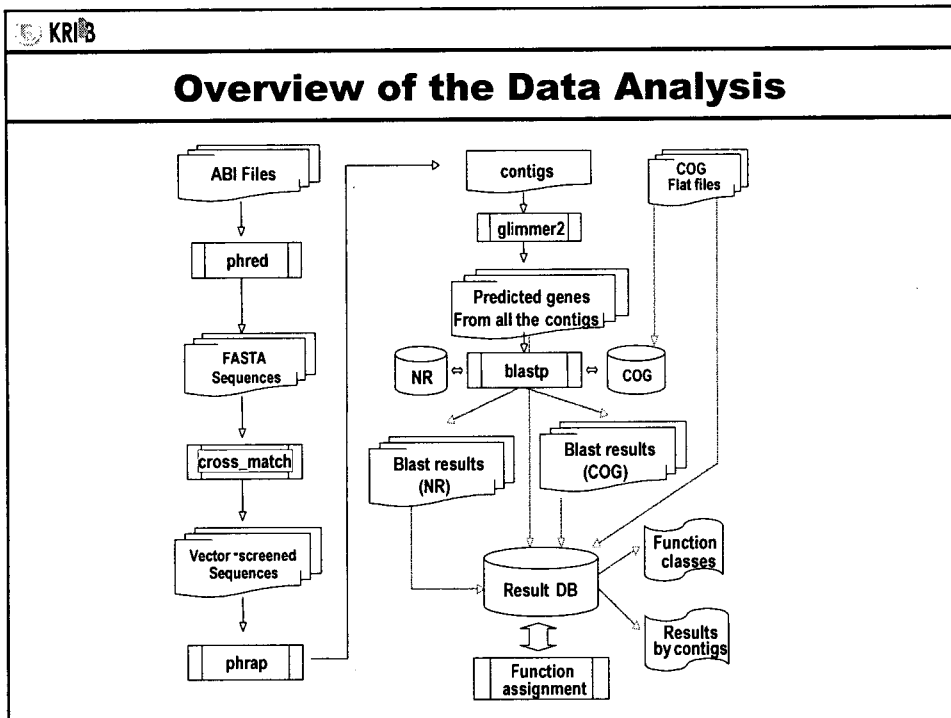 KRIBB
Overview of the Data Analysis
ABI Files
phred
FASTA
Sequences
cross_match
Vector-screened
Sequences
phrap
contigs
glimmer2
Predicted genes
From all the contigs
NR
blastp
COG
COG
Flat files
Blast results
(NR)
Blast results
(COG)
Result DB
Function
assignment
Function
classes
Results
by contigs